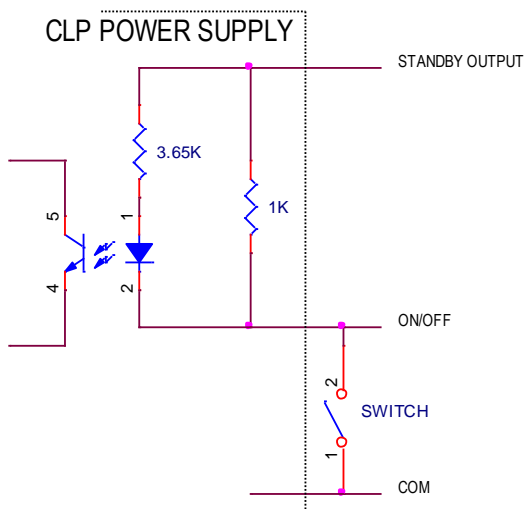 CLP POWER SUPPLY
STANDBY OUTPUT
3.65K
1K
5
1
4
2
ON/OFF
2
SWITCH
1
COM